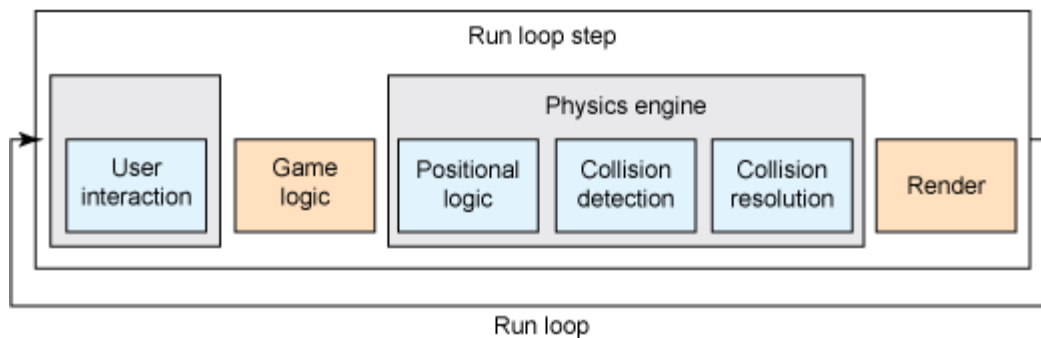 Run loop step
Physics engine
User
interaction
Game
logic
Positional
logic
Collision
detection
Collision
resolution
Render
Run loop